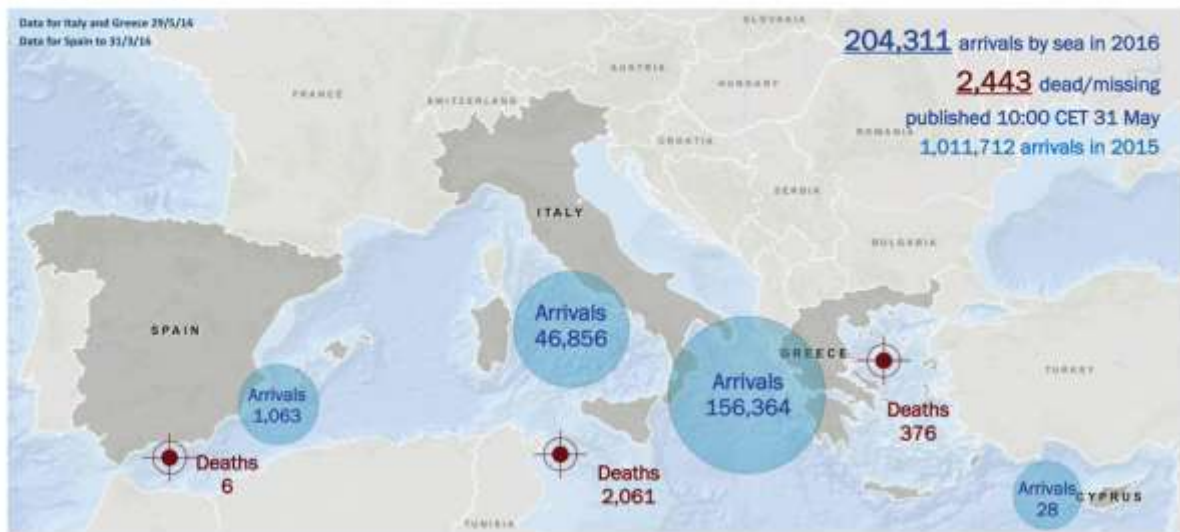 Data for Italy and Greece 29/5/16
Data for Spain to 31/3/16
204,311 arrivals by sea in 2016
2,443 dead/missing
published 10:00 CET 31 May
1,011,712 arrivals in 2015
SLOVAKIA
AUSTRIA
HUNGARY
FRANCE
SWITZERLAND
ROMANIA
CROATIA
SERBIA
ITALY
BULGARIA
SPAIN
Arrivals
46,856
GREECE
TURKEY
Arrivals
156,364
Arrivals
1,063
Deaths
376
Deaths
6
Deaths
2,061
Arrivals
28
CYPRUS
TUNISIA